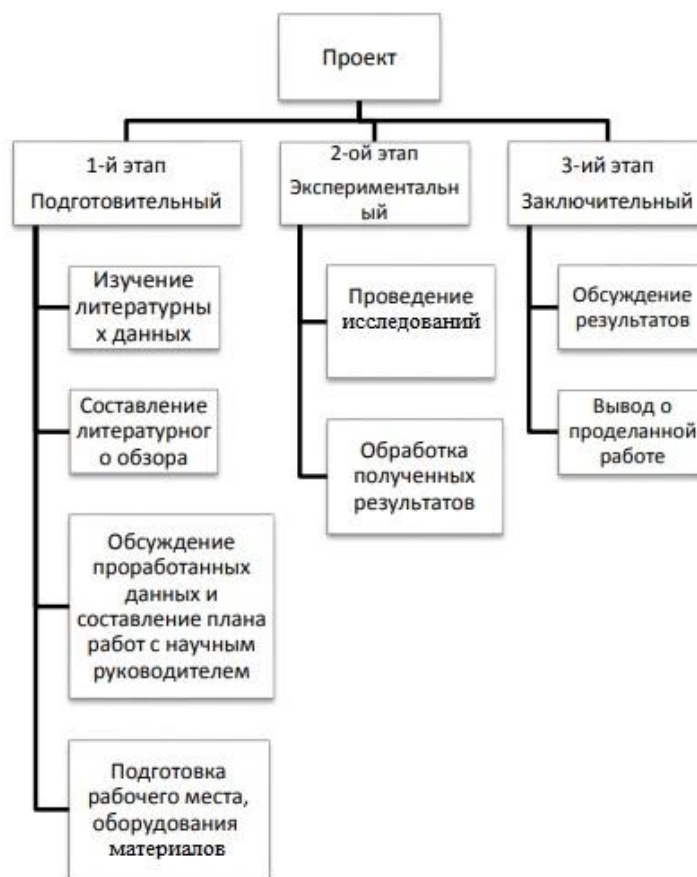 Проект
1-й этап
Подготовительный
Изучение
литературны
х данных
Составление
литературног
о обзора
Обсуждение
проработанных
данных и
составление плана
работ с научным
руководителем
Подготовка
рабочего места,
оборудования
материалов
2-ой этап
Экспериментальн
ый
Проведение
исследований
Обработка
полученных
результатов
3-ий этап
Заключительный
Обсуждение
результатов
Вывод о
проделанной
работе